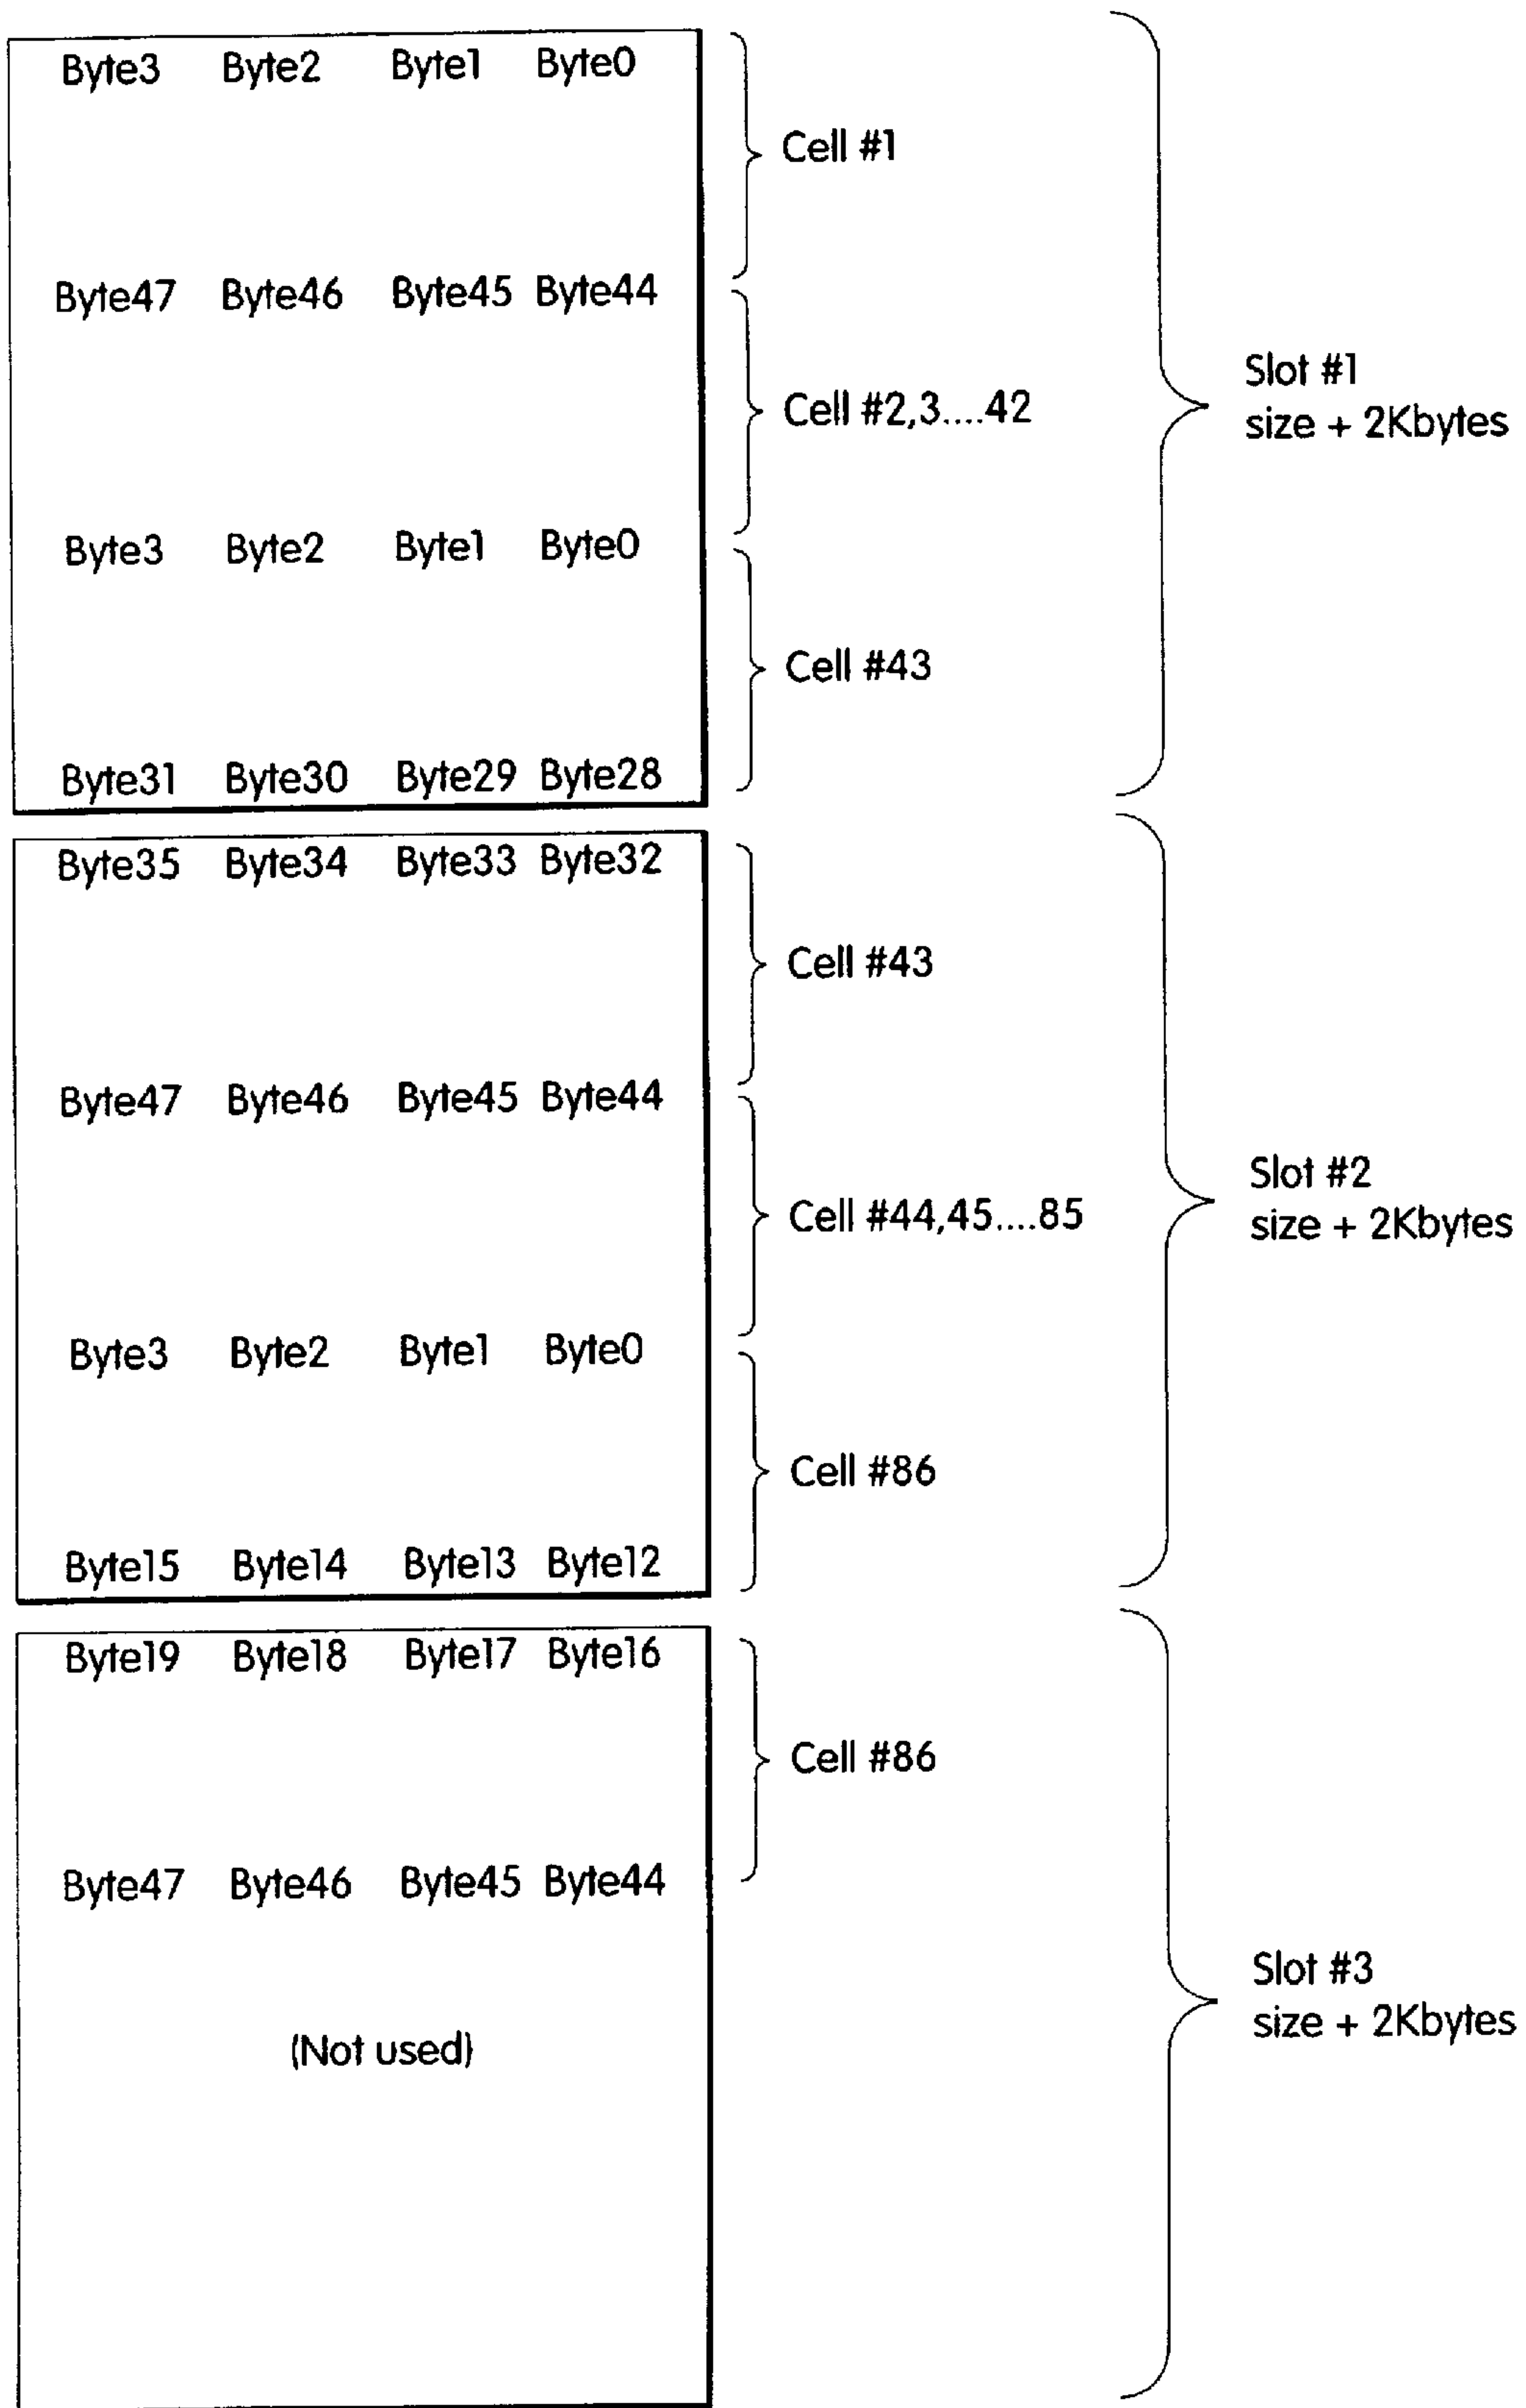 Byte3 Byte2 Byte1 Byte0
Cell #1
Byte47 Byte46 Byte45 Byte44
Cell #2,3....42
Slot #1
size + 2Kbytes
Byte3 Byte2 Byte1 Byte0
Cell #43
Byte31 Byte30 Byte29 Byte28
Byte35 Byte34 Byte33 Byte32
Cell #43
Byte47 Byte46 Byte45 Byte44
Cell #44,45....85
Slot #2
size + 2Kbytes
Byte3 Byte2 Byte1 Byte0
Cell #86
Byte15 Byte14 Byte13 Byte12
Byte19 Byte18 Byte17 Byte16
Cell #86
Byte47 Byte46 Byte45 Byte44
Slot #3
size + 2Kbytes
(Not used)